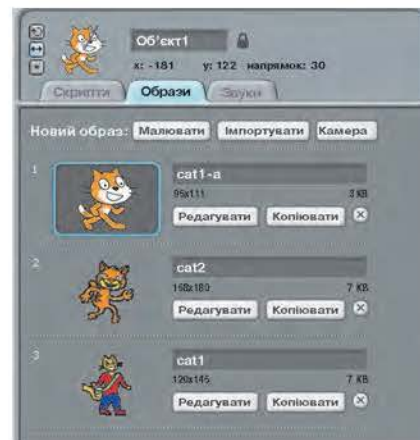 Об'єкт1
x: -181 y: 122 напрямок: 30
Скрипти Образи Звуки
Новий образ: Малювати Імпортувати Камера
1
cat1-a
95x111 3 KB
Редагувати Копіювати
2
cat2
168x180 7 KB
Редагувати Копіювати
3
cat1
120x145 7 KB
Редагувати Копіювати